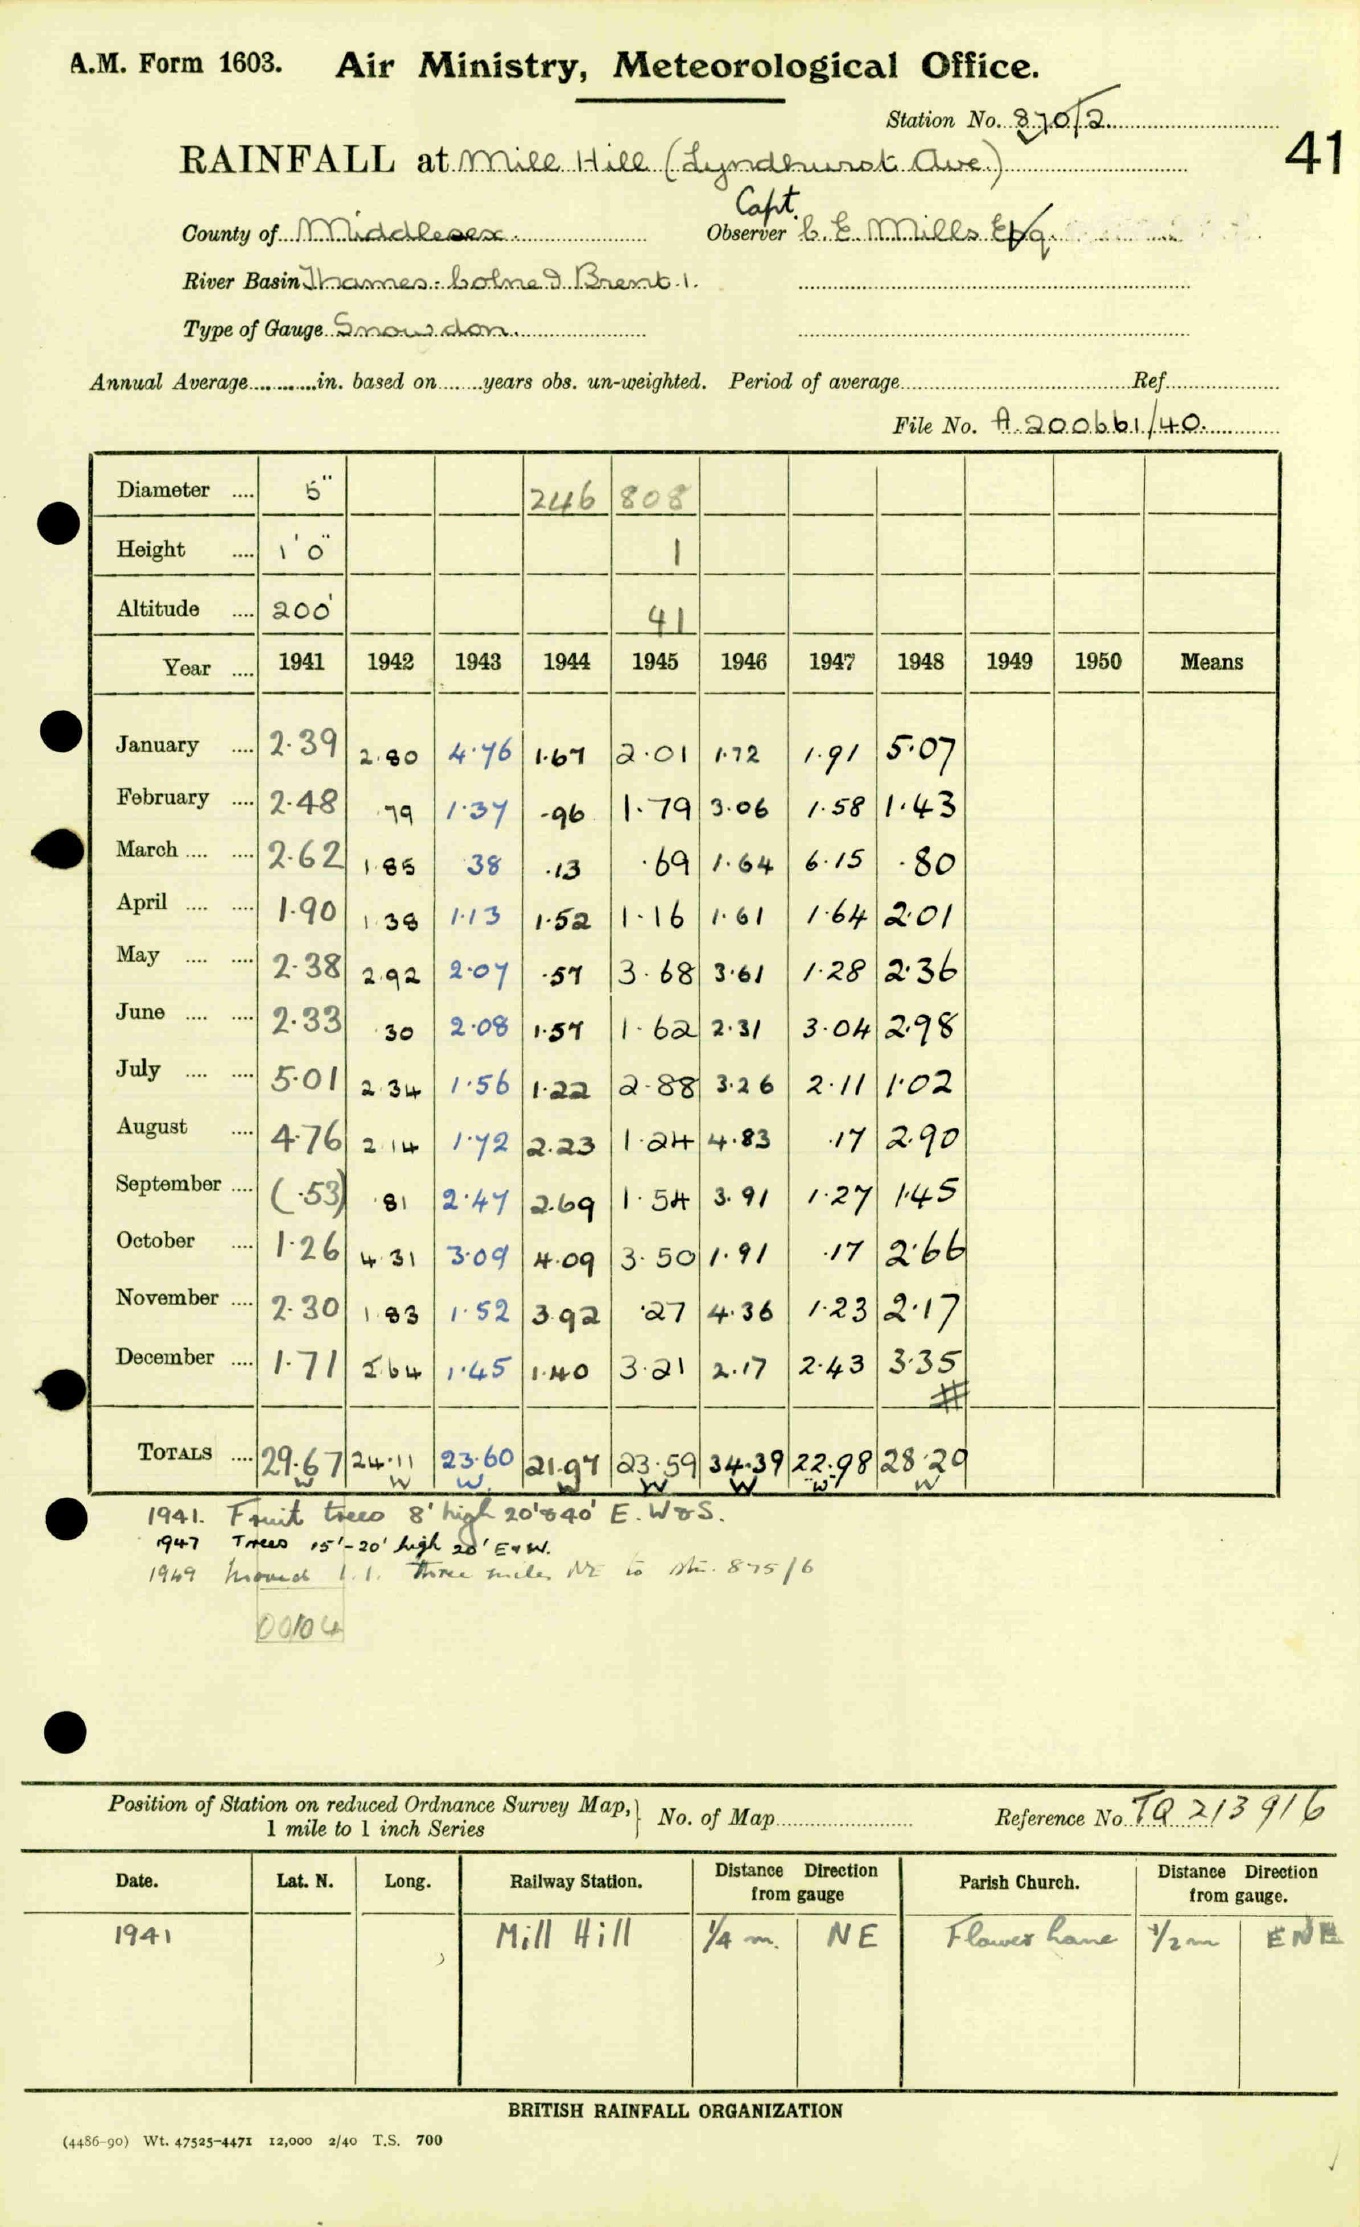 A.M. Form 1603. Air Ministry, Meteorological Office.
Station No. 870/2
41
RAINFALL at Mill Hill (Lyndhurst Ave.)
Capt.
County of Middlesex. Observer C. E. Mills Esq
River Basin Thames: Colne & Brent 1.
Type of Gauge Snowdon.
Annual Average............in. based on.......years obs. un-weighted. Period of average........Ref........
File No. A 200661/40.
Diameter .... 5" 246 808
Height .... 1'0" 1
Altitude .... 200' 41
Year .... 1941 1942 1943 1944 1945 1946 1947 1948 1949 1950 Means
January .... 2.39 2.80 4.76 1.67 2.01 1.72 1.91 5.07
February .... 2.48 .79 1.37 .96 1.79 3.06 1.58 1.43
March .... .... 2.62 1.85 .38 .13 .69 1.64 6.15 .80
April .... .... 1.90 1.38 1.13 1.52 1.16 1.61 1.64 2.01
May .... .... 2.38 2.92 2.07 .57 3.68 3.61 1.28 2.36
June .... .... 2.33 .30 2.08 1.57 1.62 2.31 3.04 2.98
July .... .... 5.01 2.34 1.56 1.22 2.88 3.26 2.11 1.02
August .... 4.76 2.14 1.72 2.23 1.24 4.83 .17 2.90
September .... (.53) .81 2.47 2.69 1.54 3.91 1.27 1.45
October .... 1.26 4.31 3.09 4.09 3.50 1.91 .17 2.66
November .... 2.30 1.83 1.52 3.92 .27 4.36 1.23 2.17
December .... 1.71 2.64 1.45 1.40 3.21 2.17 2.43 3.35
#
TOTALS .... 29.67 24.11 23.60 21.97 23.59 34.39 22.98 28.20
w w w w w w w w
1941. Fruit trees 8' high 20' & 40' E. W & S.
1947 Trees 15'-20' high 20' E & W.
1949 moved 1.1. three miles NE to stn. 875/6
00104
Position of Station on reduced Ordnance Survey Map, } No. of Map........ Reference No. TQ 213916
1 mile to 1 inch Series
Date. Lat. N. Long. Railway Station. Distance Direction from gauge Parish Church. Distance Direction from gauge.
1941 Mill Hill 1/4 m. NE Flower Lane 1/2 m ENE
BRITISH RAINFALL ORGANIZATION
(4486-90) Wt. 47525-4471 12,000 2/40 T.S. 700